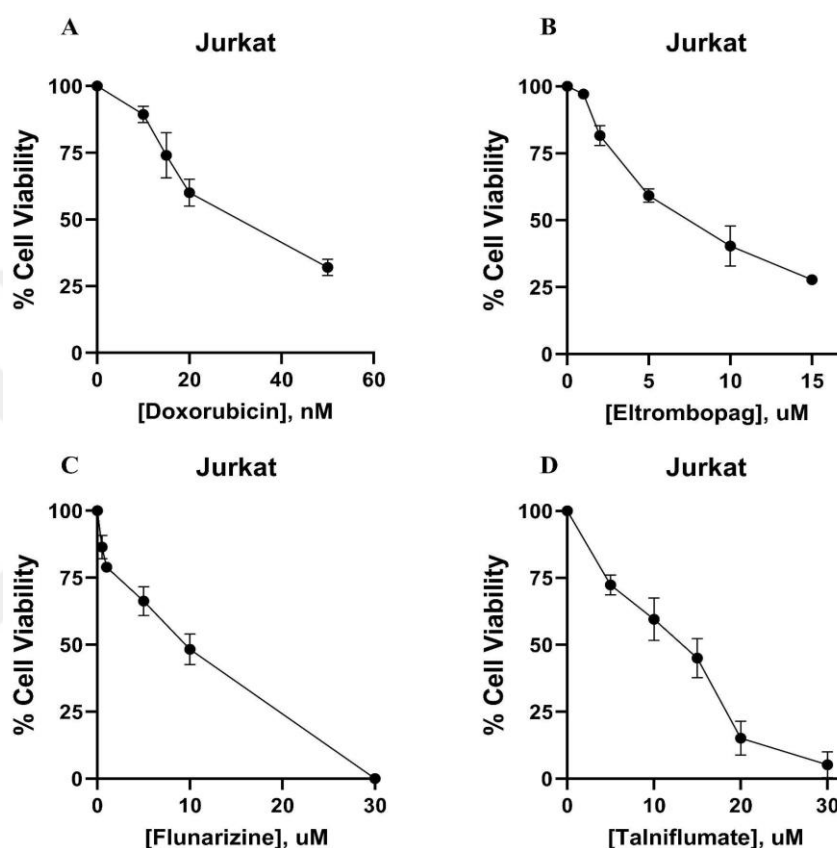 A
Jurkat
100
75
50
25
0
% Cell Viability
0 20 40 60
[Doxorubicin], nM
B
Jurkat
100
75
50
25
0
% Cell Viability
0 5 10 15
[Eltrombopag], uM
C
Jurkat
100
75
50
25
0
% Cell Viability
0 10 20 30
[Flunarizine], uM
D
Jurkat
100
75
50
25
0
% Cell Viability
0 10 20 30
[Talniflumate], uM